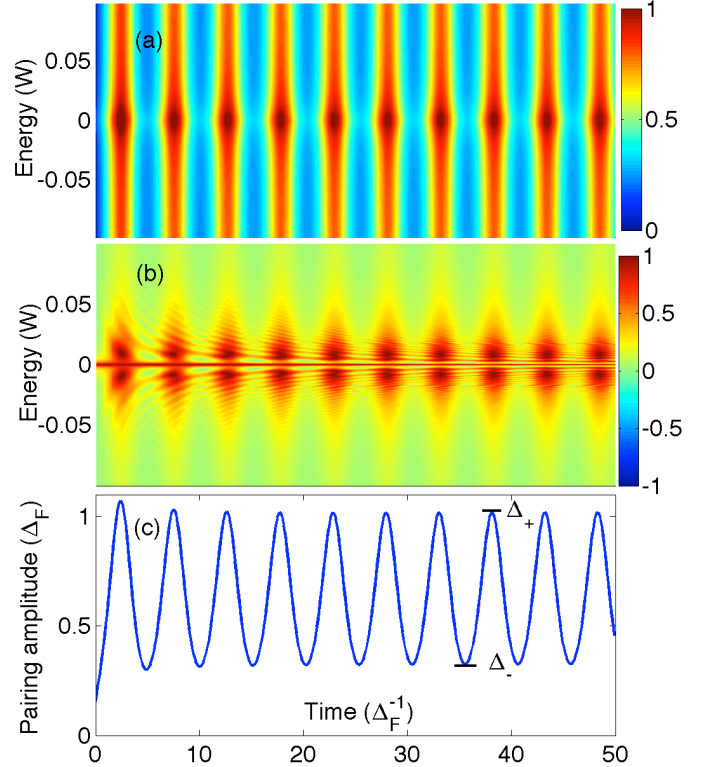 (a)
Energy (W)
0.05
0
-0.05
1
0.5
0
(b)
Energy (W)
0.05
0
-0.05
1
0.5
0
-0.5
-1
(c)
Pairing amplitude (Δ_F)
1
0.5
0
Δ_+
Δ_-
Time (Δ_F^-1)
0 10 20 30 40 50